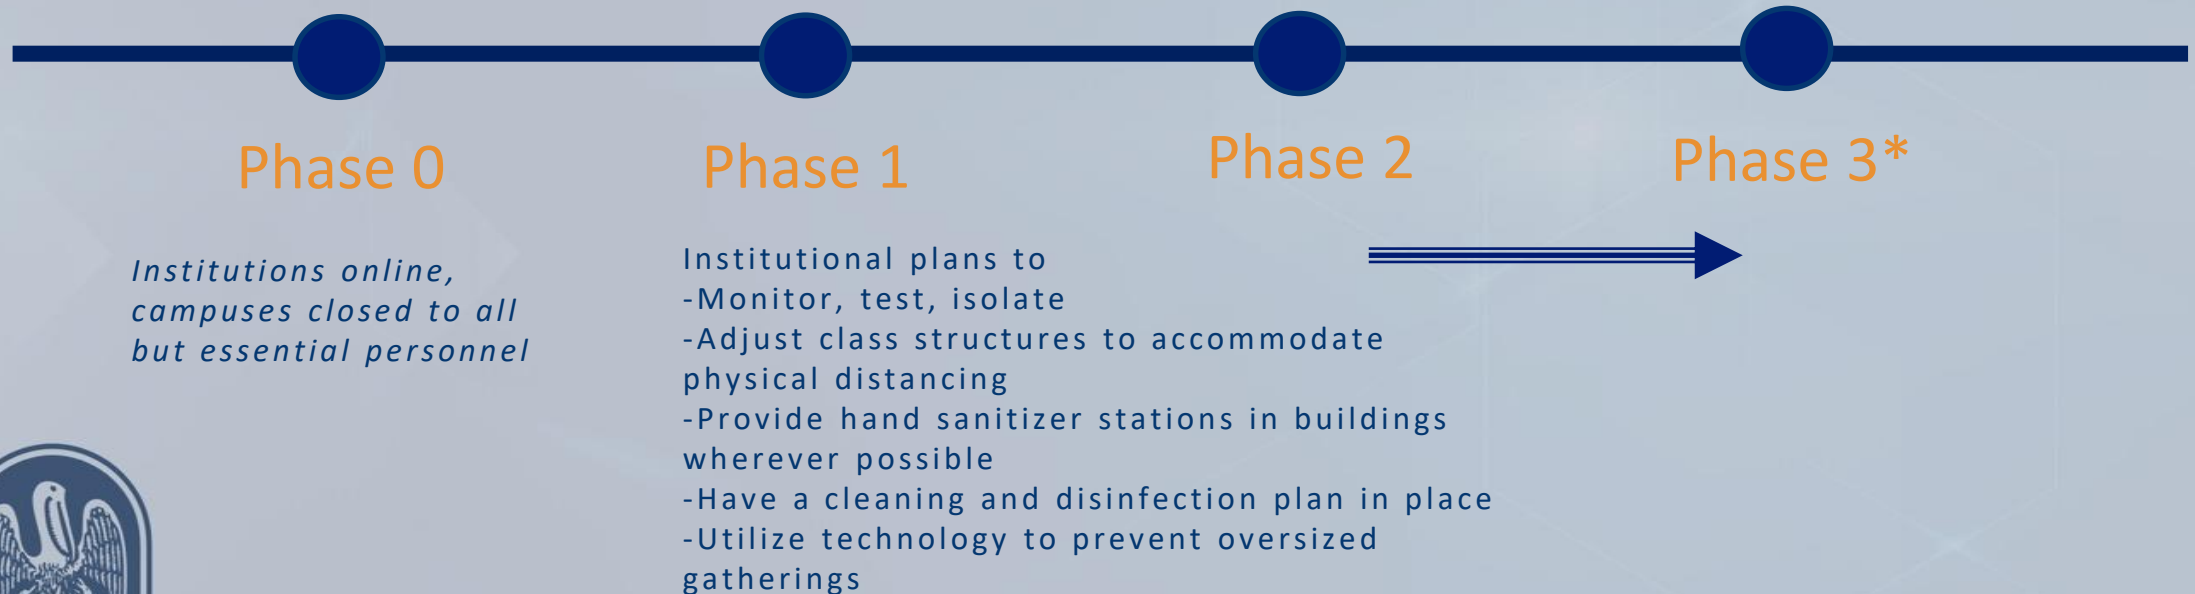 Phase 0
Phase 1
Phase 2
Phase 3*
Institutions online,
campuses closed to all
but essential personnel
Institutional plans to
-Monitor, test, isolate
-Adjust class structures to accommodate
physical distancing
-Provide hand sanitizer stations in buildings
wherever possible
-Have a cleaning and disinfection plan in place
-Utilize technology to prevent oversized
gatherings